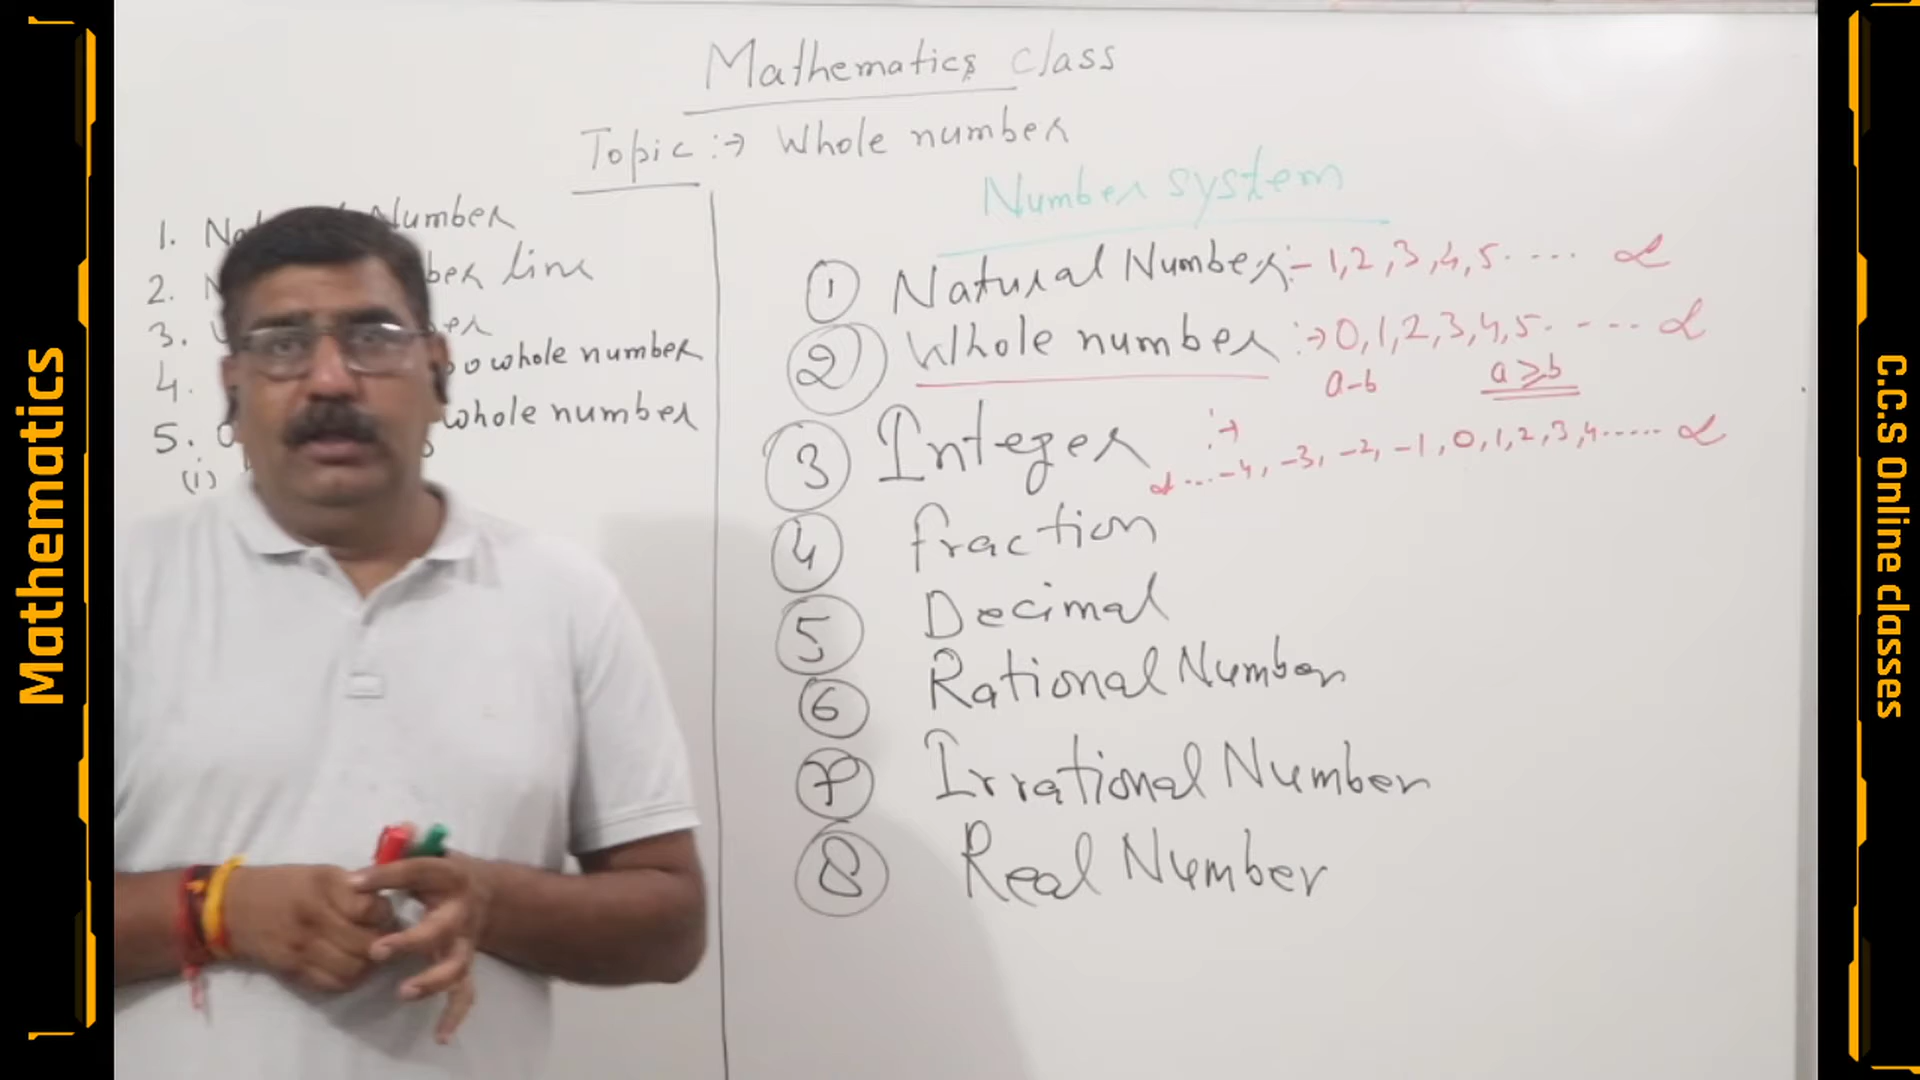 Mathematics
Mathematics class
Topic :→ Whole number
1. Number
2. line
3.
4. whole number
5. whole number
(i)
Number system
① Natural Number :- 1, 2, 3, 4, 5 . . . . ∝
② Whole number :→ 0, 1, 2, 3, 4, 5 . - - - . ∝
a-b a ≥ b
③ Integer :→
∝ ... -4, -3, -2, -1, 0, 1, 2, 3, 4 ..... ∝
④ fraction
⑤ Decimal
⑥ Rational Number
⑦ Irrational Number
⑧ Real Number
C.C.S Online classes